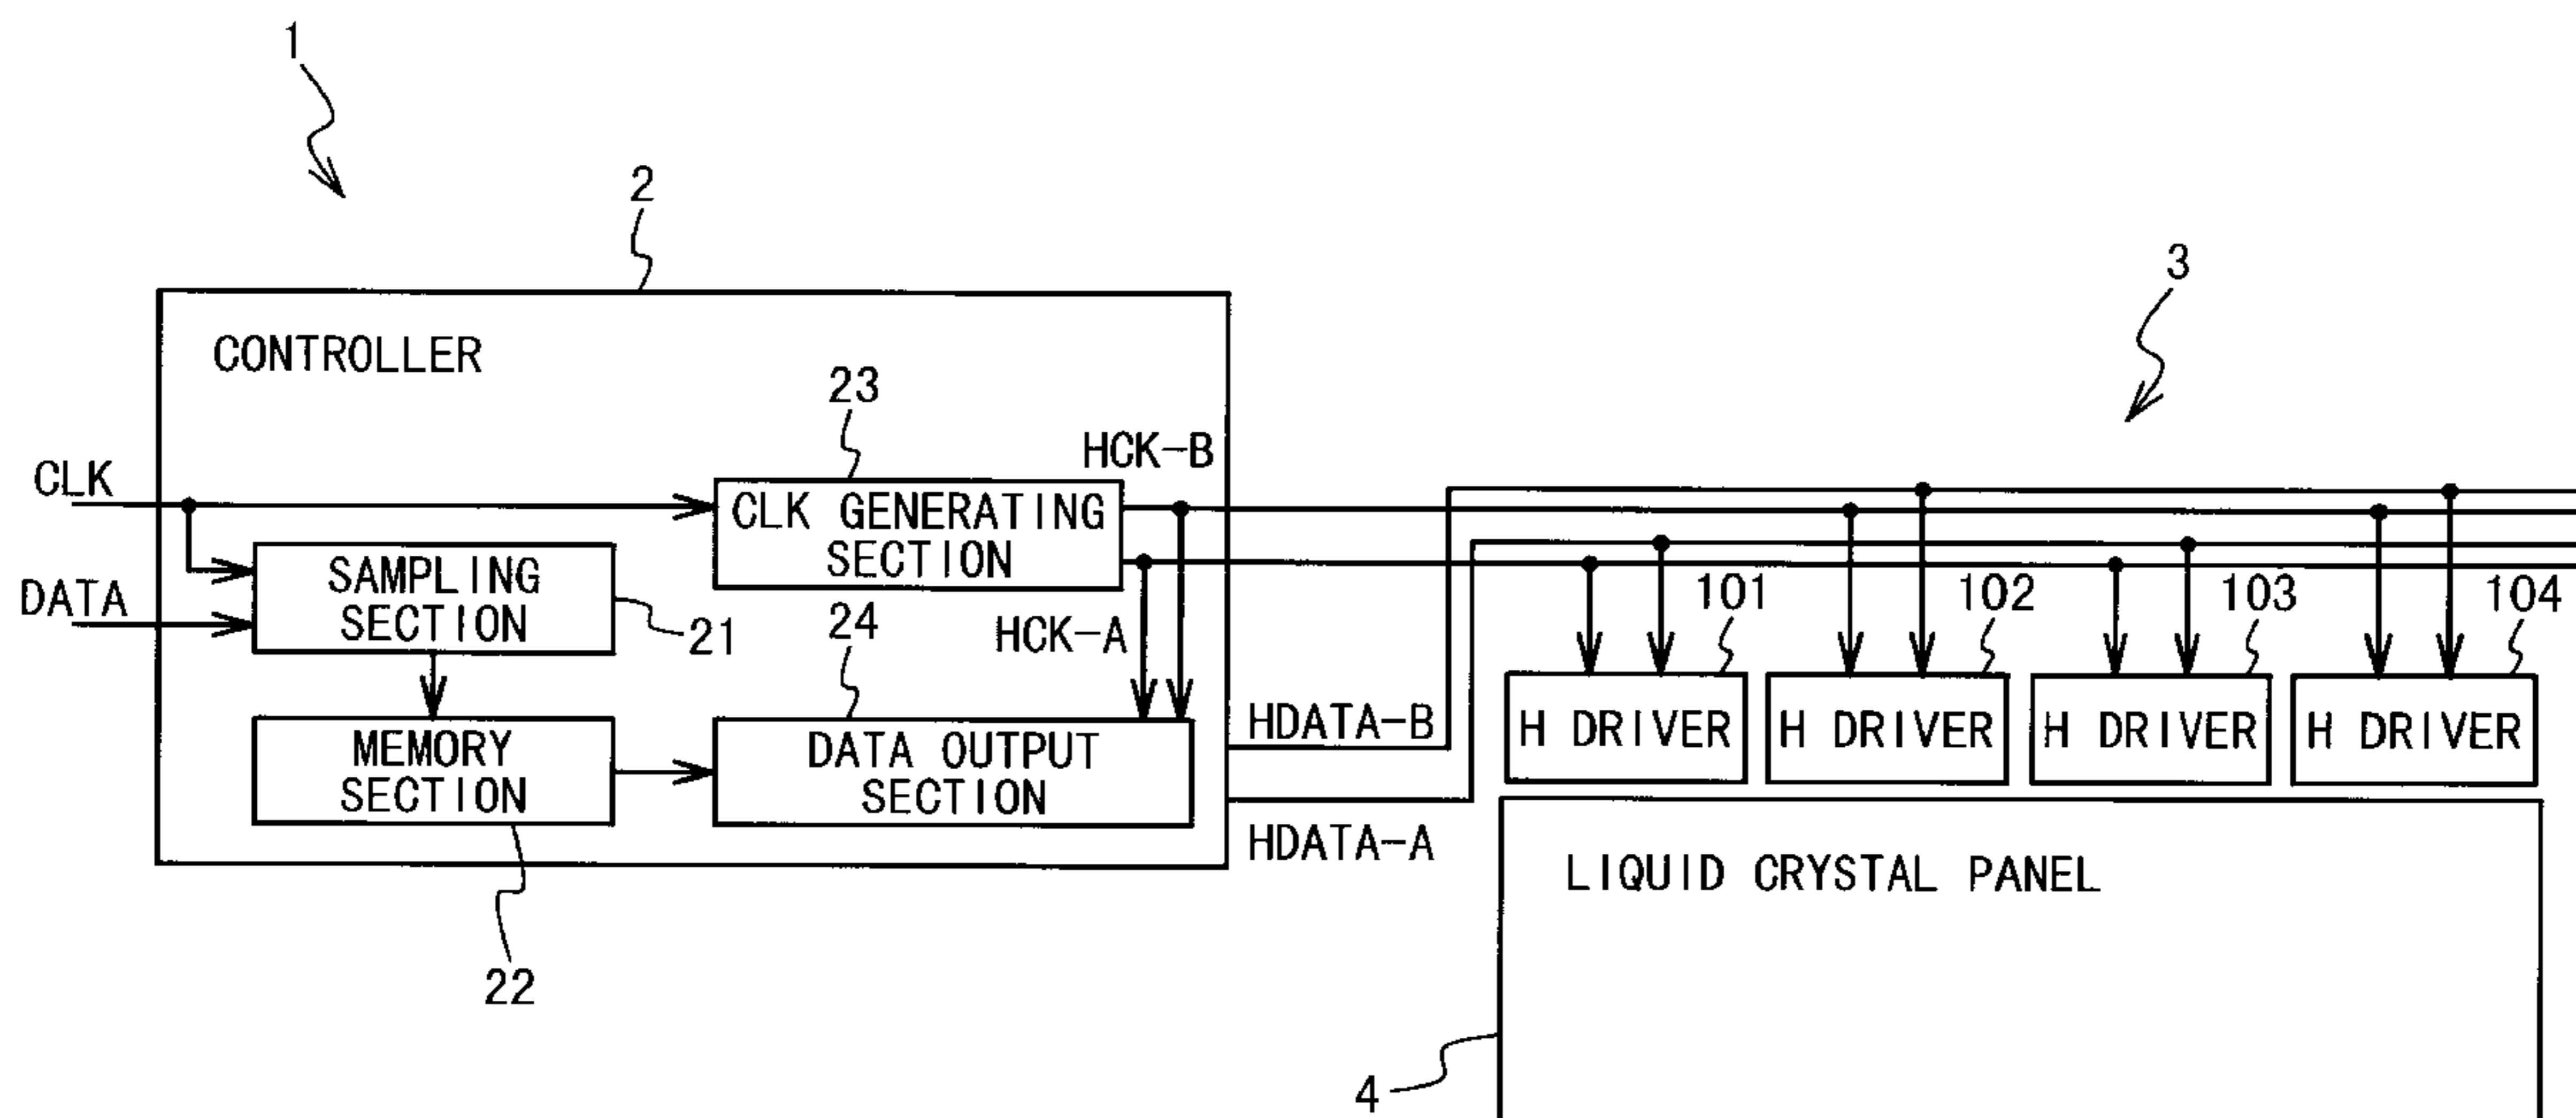 1
2
3
CONTROLLER
23
HCK-B
CLK
CLK GENERATING
SECTION
SAMPLING
SECTION
DATA
21
24
HCK-A
101
102
103
104
MEMORY
SECTION
DATA OUTPUT
SECTION
HDATA-B
H DRIVER
H DRIVER
H DRIVER
H DRIVER
HDATA-A
LIQUID CRYSTAL PANEL
22
4